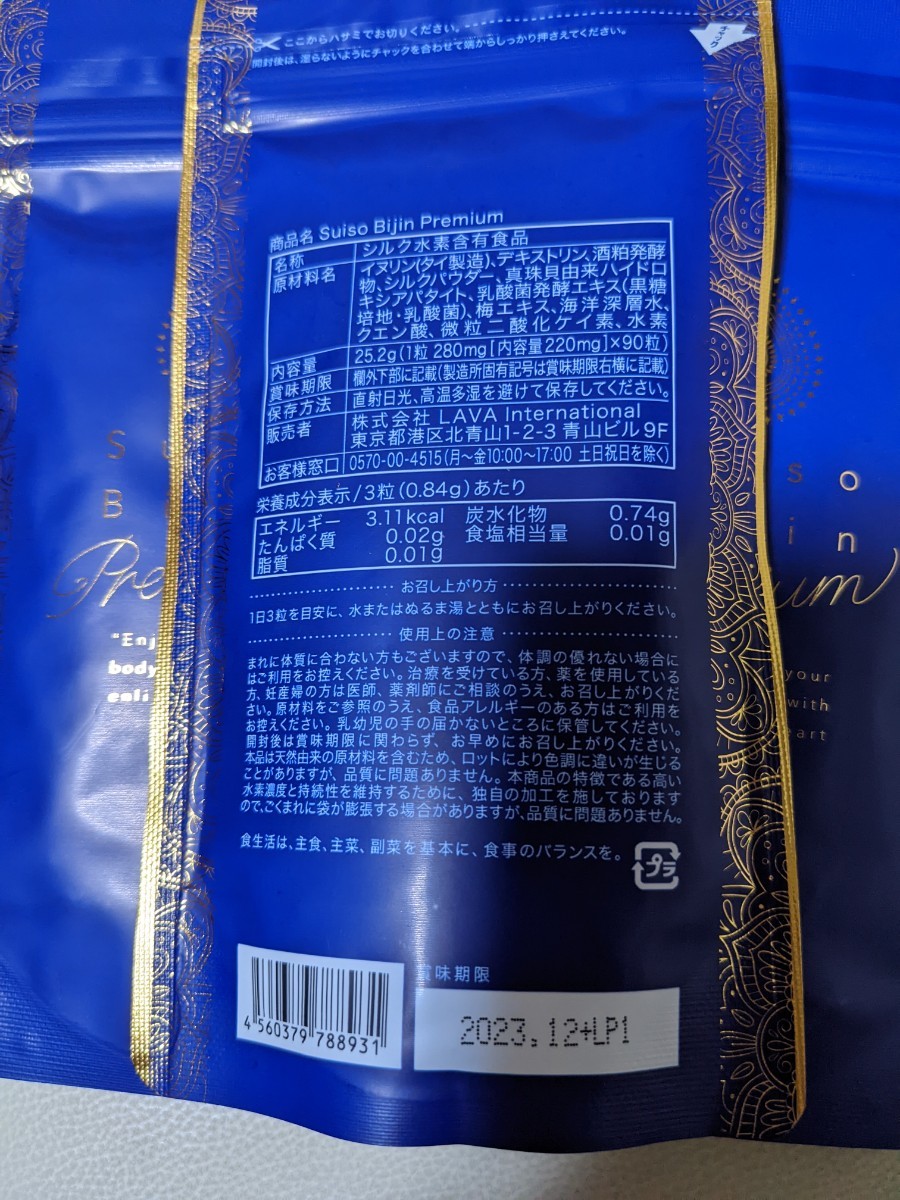 ここからハサミでお切りください。
開封後は、湿らないようにチャックを合わせて端からしっかり押さえてください。
チャック
商品名 Suiso Bijin Premium
名称 シルク水素含有食品
原材料名 イヌリン(タイ製造)、デキストリン、酒粕発酵
物、シルクパウダー、真珠貝由来ハイドロ
キシアパタイト、乳酸菌発酵エキス(黒糖
培地・乳酸菌)、梅エキス、海洋深層水、
クエン酸、微粒二酸化ケイ素、水素
内容量 25.2g(1粒 280mg[内容量220mg]×90粒)
賞味期限 欄外下部に記載(製造所固有記号は賞味期限右横に記載)
保存方法 直射日光、高温多湿を避けて保存してください。
販売者 株式会社 LAVA International
東京都港区北青山1-2-3 青山ビル9F
お客様窓口 0570-00-4515(月〜金10:00〜17:00 土日祝日を除く)
栄養成分表示/3粒(0.84g)あたり
エネルギー 3.11kcal 炭水化物 0.74g
たんぱく質 0.02g 食塩相当量 0.01g
脂質 0.01g
お召し上がり方
1日3粒を目安に、水またはぬるま湯とともにお召し上がりください。
使用上の注意
まれに体質に合わない方もございますので、体調の優れない場合に
はご利用をお控えください。治療を受けている方、薬を使用している
方、妊産婦の方は医師、薬剤師にご相談のうえ、お召し上がりくだ
さい。原材料をご参照のうえ、食品アレルギーのある方はご利用を
お控えください。乳幼児の手の届かないところに保管してください。
開封後は賞味期限に関わらず、お早めにお召し上がりください。
本品は天然由来の原材料を含むため、ロットにより色調に違いが生じる
ことがありますが、品質に問題ありません。本商品の特徴である高い
水素濃度と持続性を維持するために、独自の加工を施しております
ので、ごくまれに袋が膨張する場合がありますが、品質に問題ありません。
食生活は、主食、主菜、副菜を基本に、食事のバランスを。
プラ
賞味期限
4 560379 788931
2023.12+LP1
Su
B
Pre
"Enj
body
so
in
um
your
with